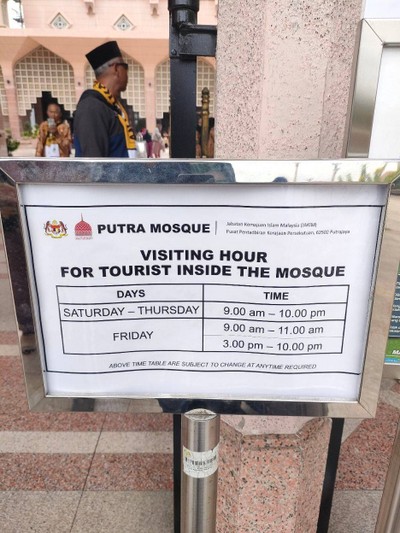 PUTRA MOSQUE
Jabatan Kemajuan Islam Malaysia (JAKIM)
Pusat Pentadbiran Kerajaan Persekutuan, 62502 Putrajaya
VISITING HOUR
FOR TOURIST INSIDE THE MOSQUE
DAYS TIME
SATURDAY – THURSDAY 9.00 am – 10.00 pm
FRIDAY 9.00 am – 11.00 am
3.00 pm – 10.00 pm
ABOVE TIME TABLE ARE SUBJECT TO CHANGE AT ANYTIME REQUIRED